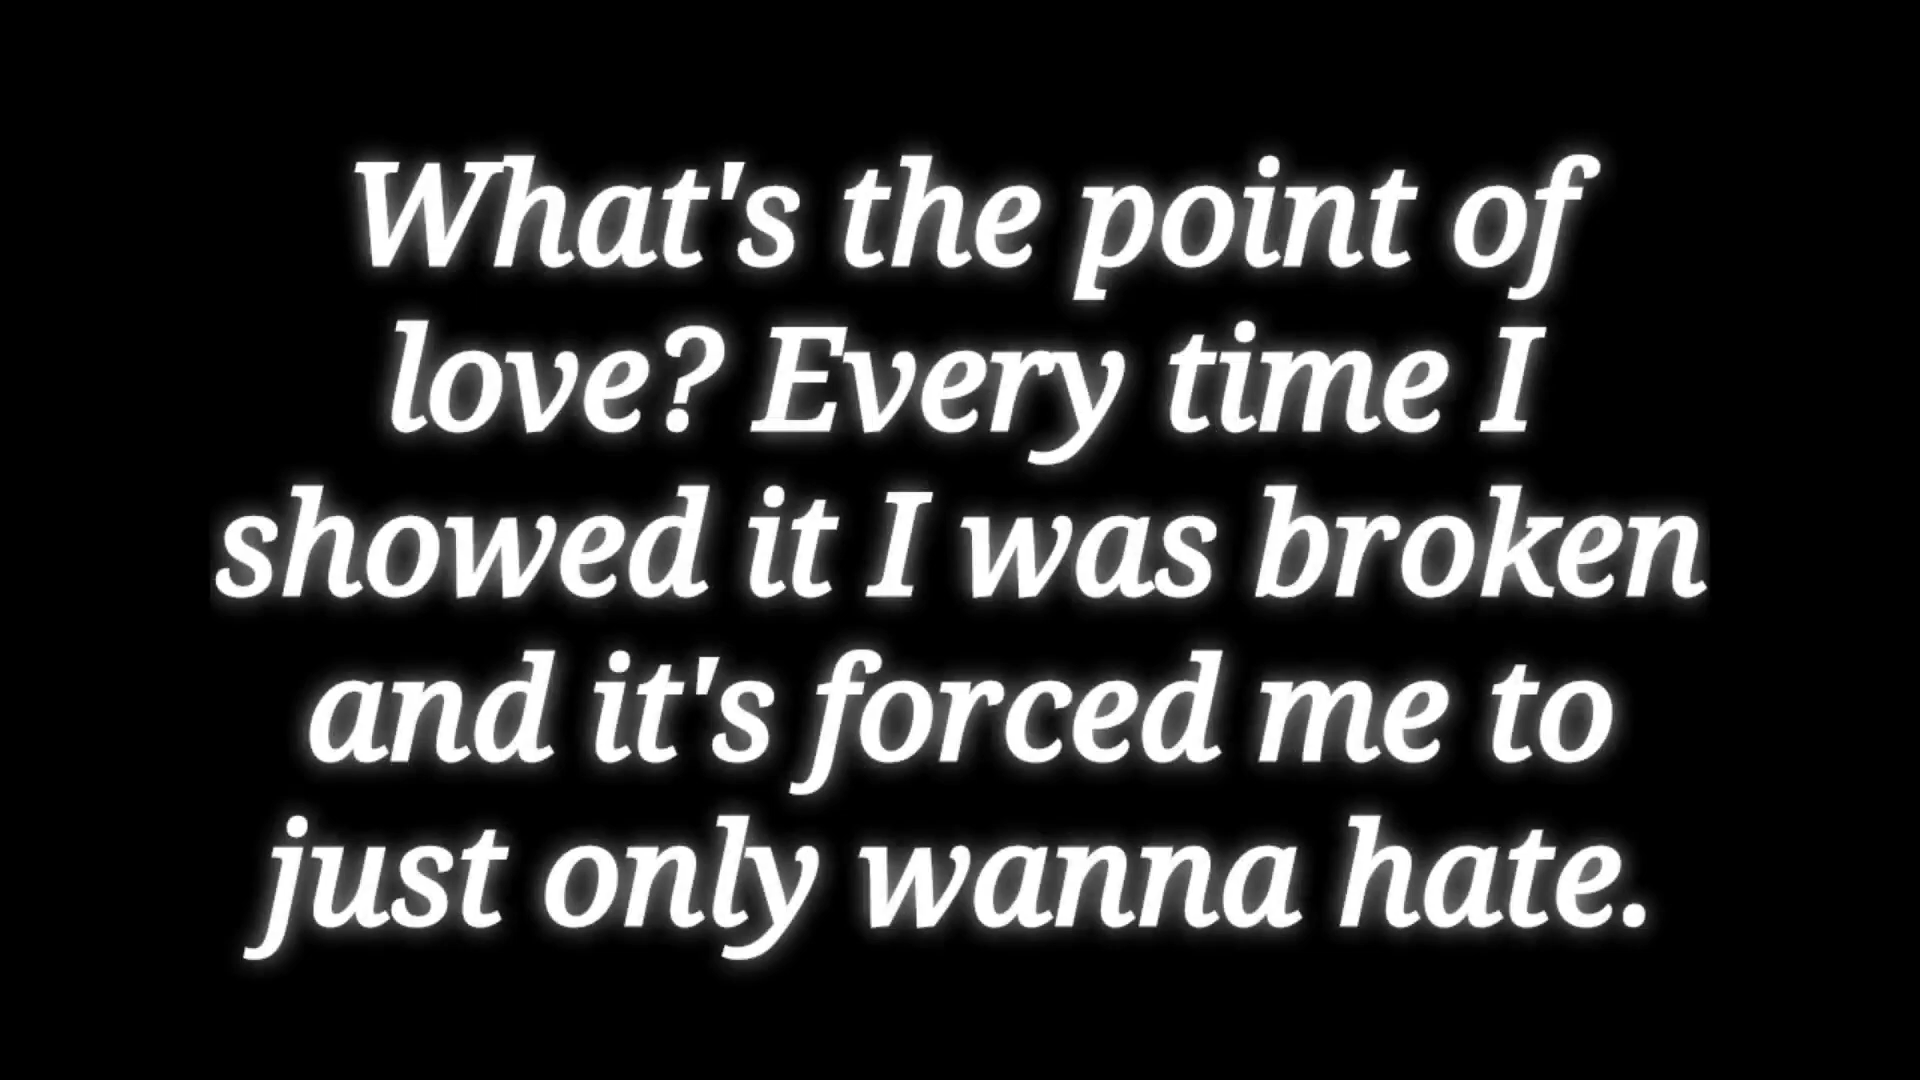 What's the point of
love? Every time I
showed it I was broken
and it's forced me to
just only wanna hate.